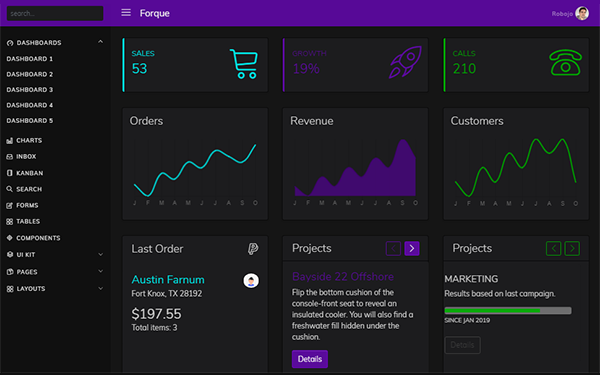 search...
Forque
Robojo
DASHBOARDS
DASHBOARD 1
DASHBOARD 2
DASHBOARD 3
DASHBOARD 4
DASHBOARD 5
CHARTS
INBOX
KANBAN
SEARCH
FORMS
TABLES
COMPONENTS
UI KIT
PAGES
LAYOUTS
SALES
53
GROWTH
19%
CALLS
210
Orders
J F M A M J J A S O
Revenue
J F M A M J J A S O
Customers
J F M A M J J A S O
Last Order
Austin Farnum
Fort Knox, TX 28192
$197.55
Total items: 3
Projects
Bayside 22 Offshore
Flip the bottom cushion of the
console-front seat to reveal an
insulated cooler. You will also find a
freshwater fill hidden under the
cushion.
Details
Projects
MARKETING
Results based on last campaign.
SINCE JAN 2019
Details